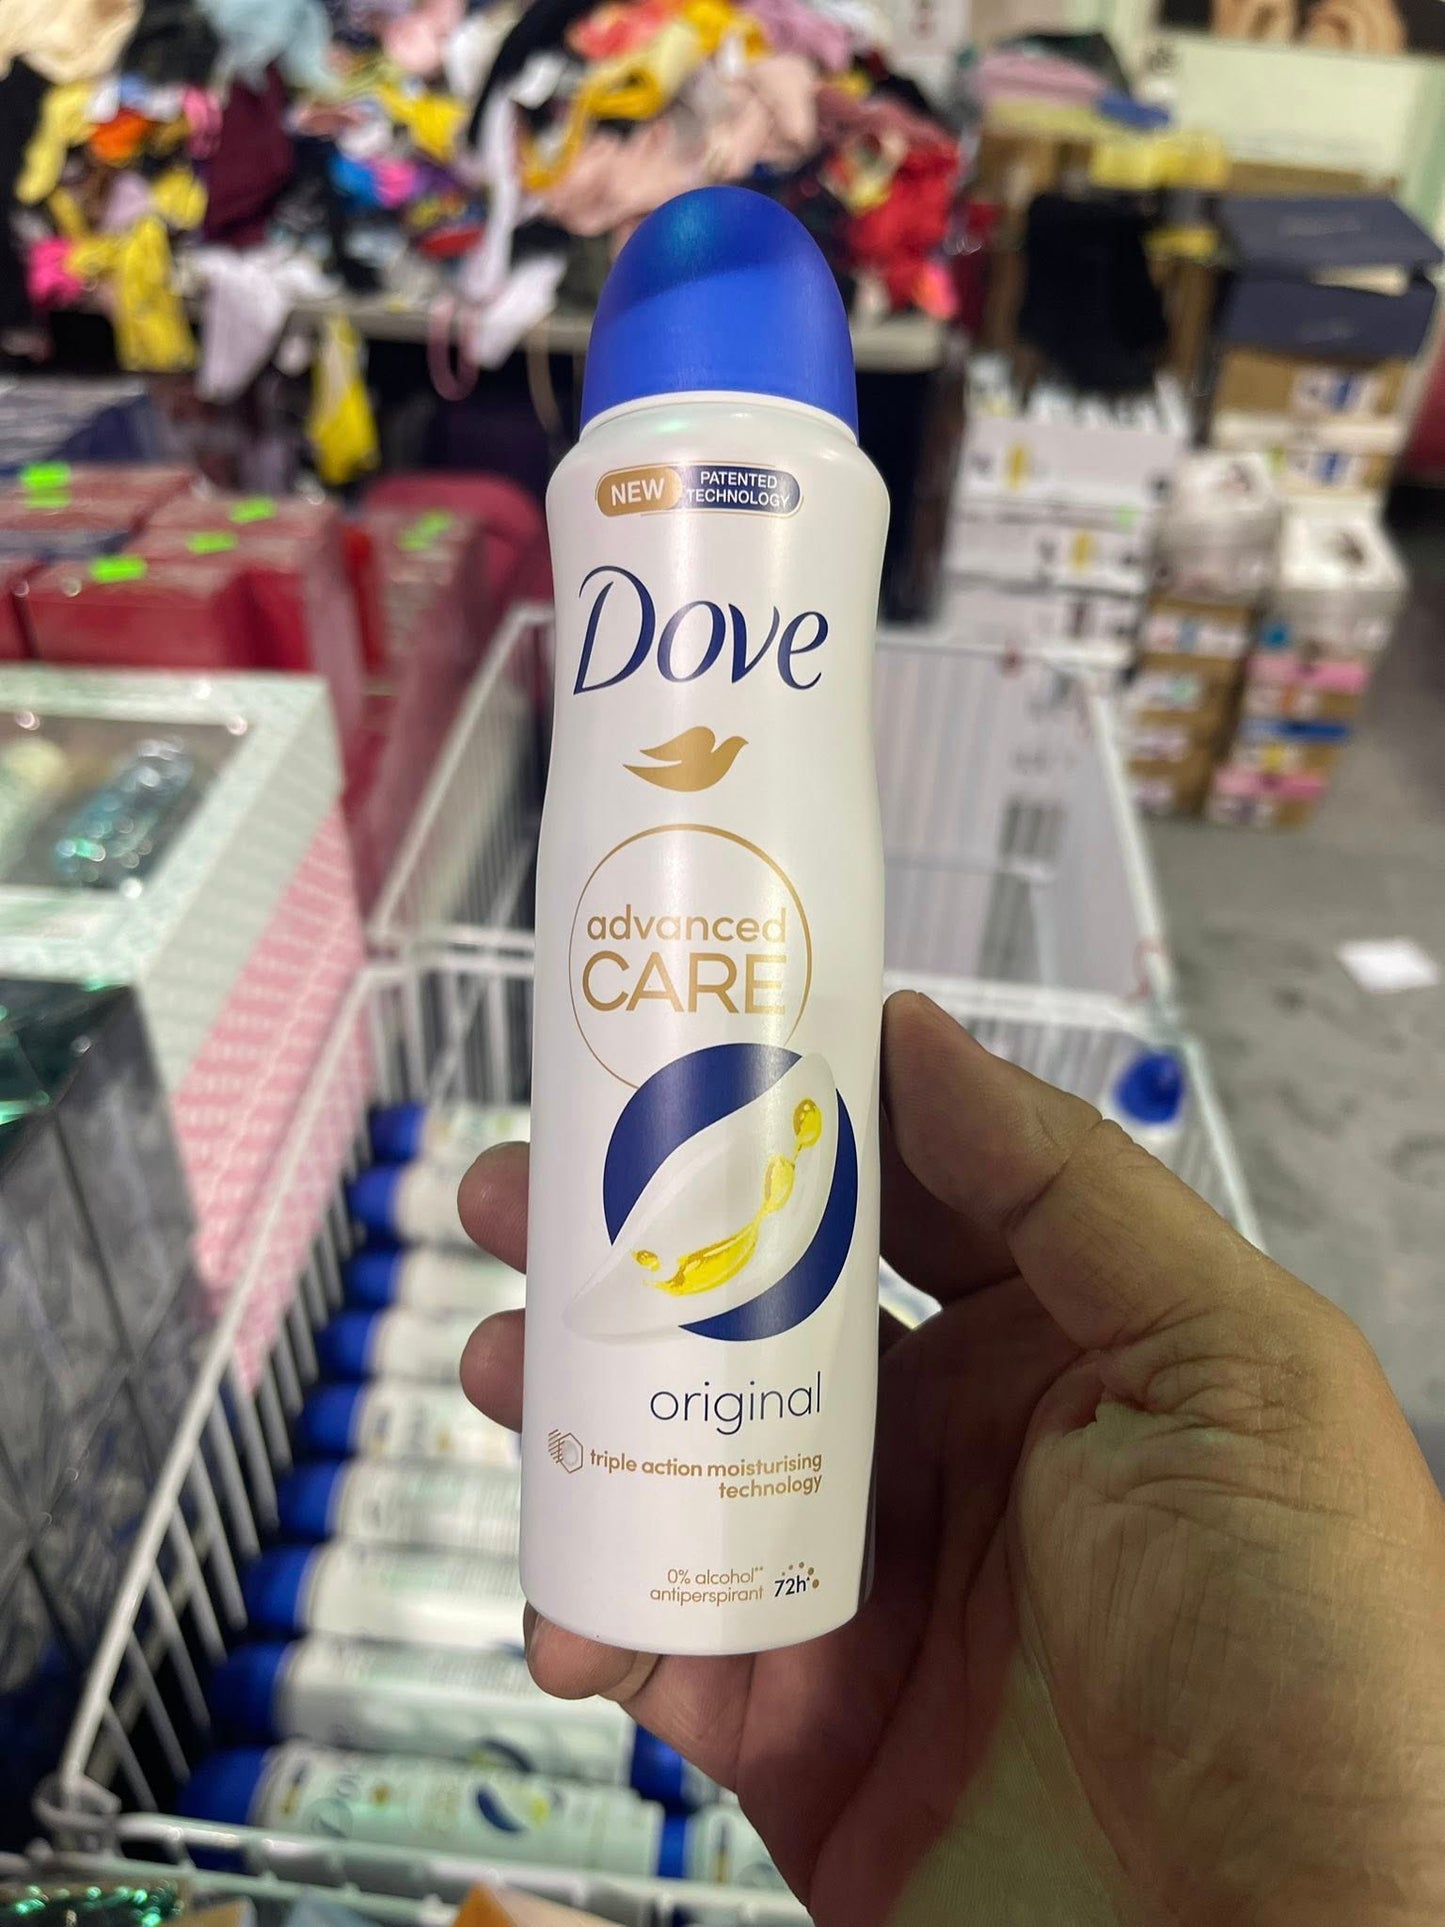 NEW
PATENTED
TECHNOLOGY
Dove
advanced
CARE
original
triple action moisturising
technology
0% alcohol**
antiperspirant
72h